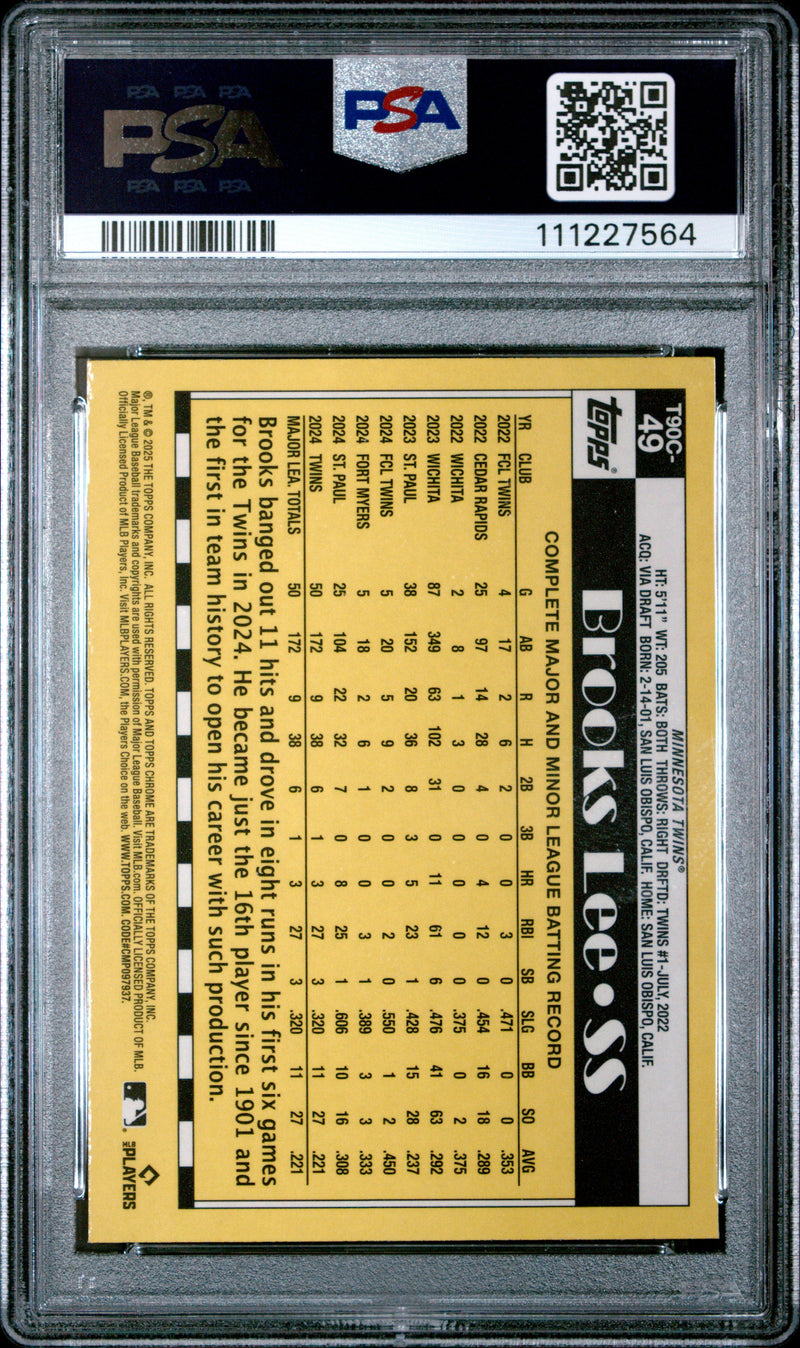 PSA PSA PSA
PSA
PSA PSA PSA
PSA
111227564
T90C-
49
topps®
MINNESOTA TWINS®
HT: 5'11" WT: 205 BATS: BOTH THROWS: RIGHT DRFTD: TWINS #1-JULY, 2022
ACQ: VIA DRAFT BORN: 2-14-01, SAN LUIS OBISPO, CALIF. HOME: SAN LUIS OBISPO, CALIF.
Brooks Lee•SS
COMPLETE MAJOR AND MINOR LEAGUE BATTING RECORD
YR CLUB G AB R H 2B 3B HR RBI SB SLG BB SO AVG
2022 FCL TWINS 4 17 2 6 2 0 0 3 0 .471 0 0 .353
2022 CEDAR RAPIDS 25 97 14 28 4 0 4 12 0 .454 16 18 .289
2022 WICHITA 2 8 1 3 0 0 0 0 0 .375 0 2 .375
2023 WICHITA 87 349 63 102 31 0 11 61 6 .476 41 63 .292
2023 ST. PAUL 38 152 20 36 8 3 5 23 1 .428 15 28 .237
2024 FCL TWINS 5 20 5 9 2 0 0 2 0 .550 1 2 .450
2024 FORT MYERS 5 18 2 6 1 0 0 3 1 .389 3 3 .333
2024 ST. PAUL 25 104 22 32 7 0 8 25 1 .606 10 16 .308
2024 TWINS 50 172 9 38 6 1 3 27 3 .320 11 27 .221
MAJOR LEA. TOTALS 50 172 9 38 6 1 3 27 3 .320 11 27 .221
Brooks banged out 11 hits and drove in eight runs in his first six games
for the Twins in 2024. He became just the 16th player since 1901 and
the first in team history to open his career with such production.
®, TM & © 2025 THE TOPPS COMPANY, INC. ALL RIGHTS RESERVED. TOPPS AND TOPPS CHROME ARE TRADEMARKS OF THE TOPPS COMPANY, INC.
Major League Baseball trademarks and copyrights are used with permission of Major League Baseball. Visit MLB.com. OFFICIALLY LICENSED PRODUCT OF MLB.
Officially Licensed Product of MLB Players, Inc. Visit MLBPLAYERS.COM, the Players Choice on the web. WWW.TOPPS.COM. CODE#CMP097937.
MLB PLAYERS